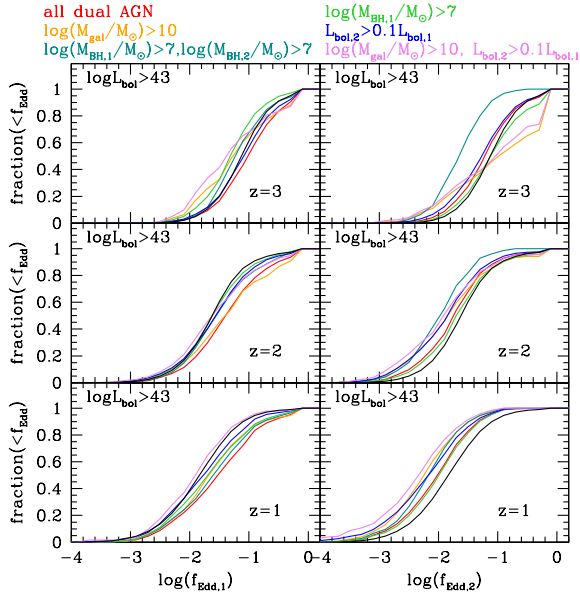 all dual AGN log(M_BH,1/M_☉)>7
log(M_gal/M_☉)>10 L_bol,2>0.1L_bol,1
log(M_BH,1/M_☉)>7,log(M_BH,2/M_☉)>7 log(M_gal/M_☉)>10, L_bol,2>0.1L_bol,1
logL_bol>43 logL_bol>43
1
0.8
0.6
0.4
0.2
0
fraction(<f_Edd)
z=3 z=3
logL_bol>43 logL_bol>43
1
0.8
0.6
0.4
0.2
0
fraction(<f_Edd)
z=2 z=2
logL_bol>43 logL_bol>43
1
0.8
0.6
0.4
0.2
0
fraction(<f_Edd)
z=1 z=1
−4 −3 −2 −1 0 −3 −2 −1 0
log(f_Edd,1) log(f_Edd,2)